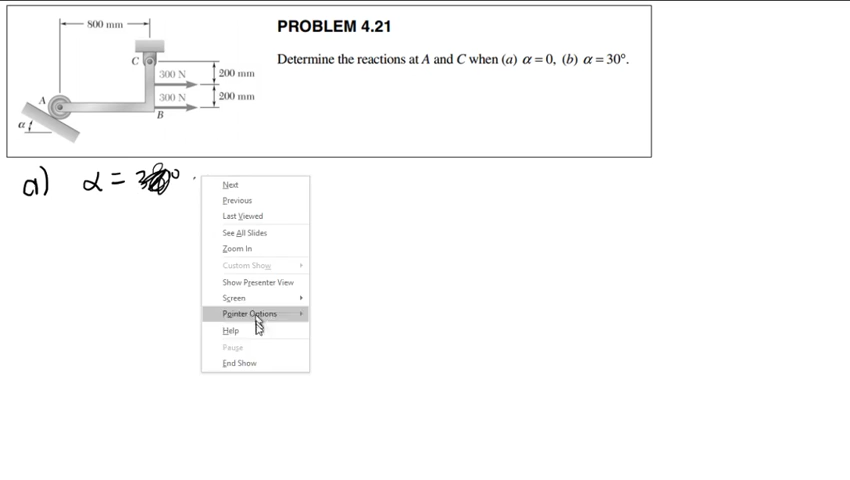 PROBLEM 4.21
Determine the reactions at A and C when (a) α = 0, (b) α = 30°.
800 mm
C
300 N
200 mm
A
300 N
200 mm
B
α
a) α =
Next
Previous
Last Viewed
See All Slides
Zoom In
Custom Show
Show Presenter View
Screen
Pointer Options
Help
Pause
End Show